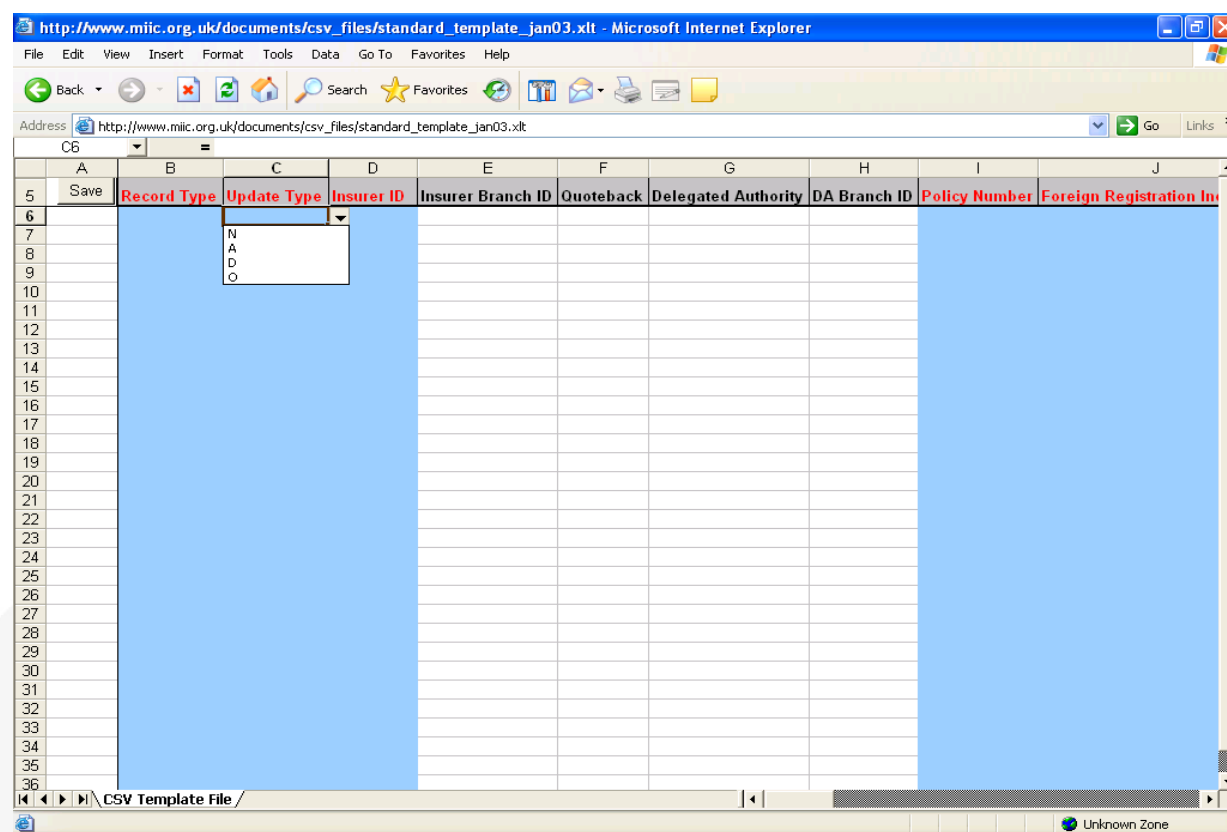 http://www.miic.org.uk/documents/csv_files/standard_template_jan03.xlt - Microsoft Internet Explorer
File Edit View Insert Format Tools Data Go To Favorites Help
Back Search Favorites
Address http://www.miic.org.uk/documents/csv_files/standard_template_jan03.xlt Go Links
C6 =
A B C D E F G H I J
5 Save Record Type Update Type Insurer ID Insurer Branch ID Quoteback Delegated Authority DA Branch ID Policy Number Foreign Registration
6
7 N
8 A
D
9 O
10
11
12
13
14
15
16
17
18
19
20
21
22
23
24
25
26
27
28
29
30
31
32
33
34
35
36
CSV Template File
Unknown Zone